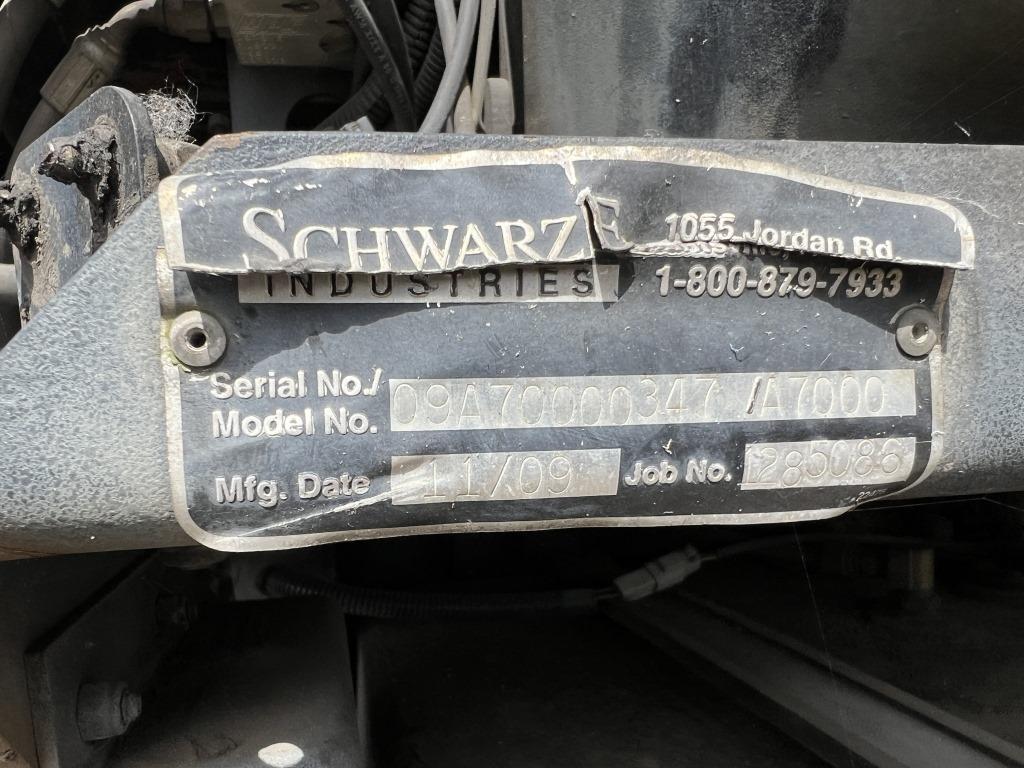 SCHWARZE 1055 Jordan Rd.
INDUSTRIES 1-800-879-7933
Serial No./
Model No. 09A70000347 /A7000
Mfg. Date 11/09 Job No. 1285086